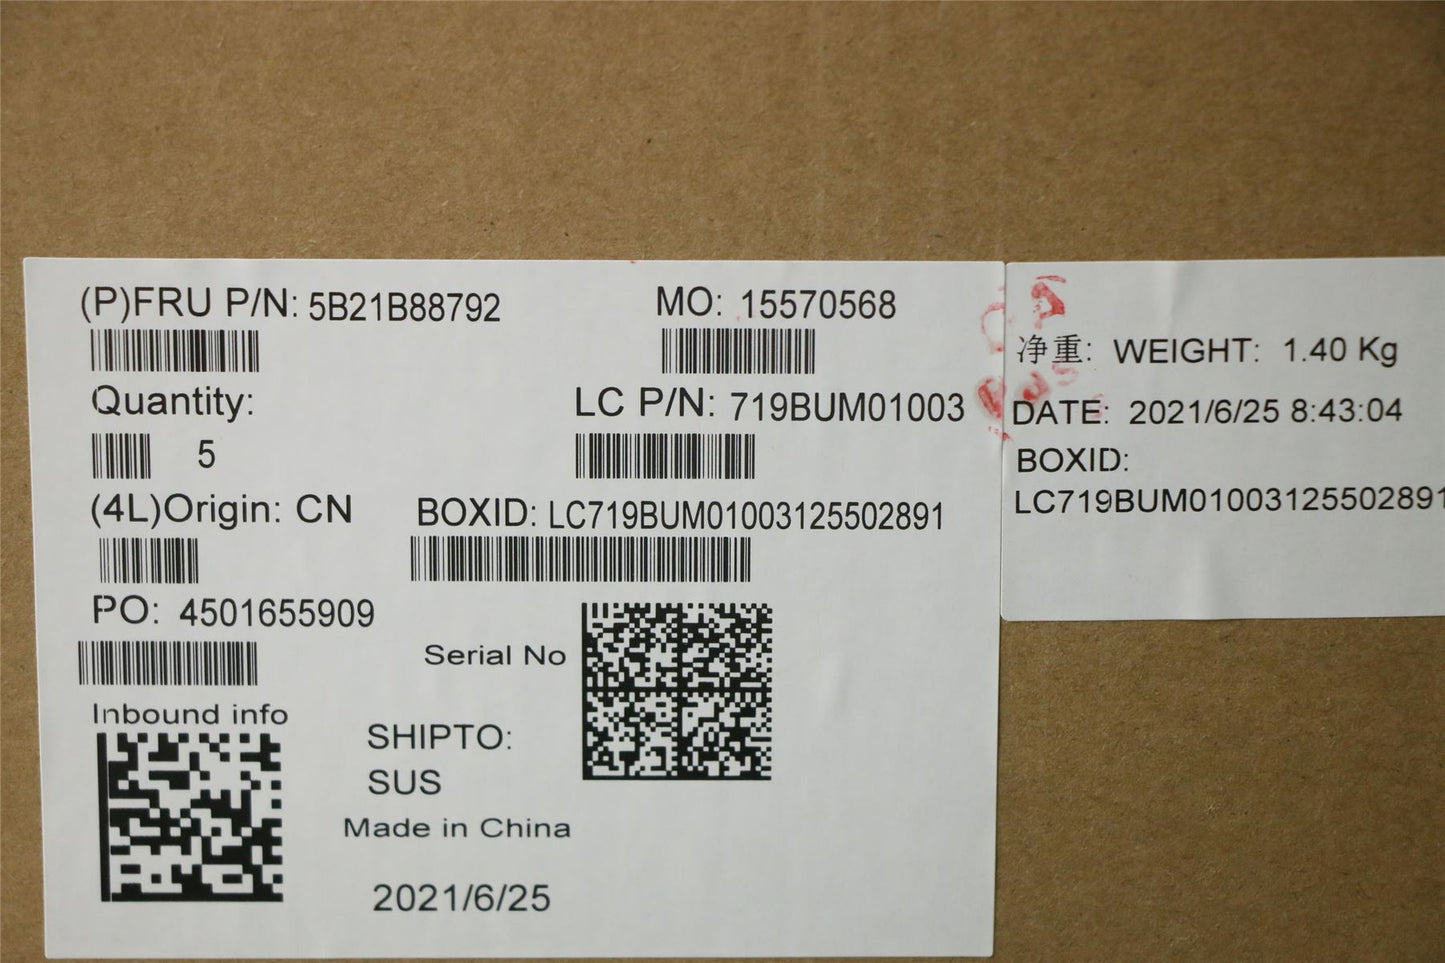 (P)FRU P/N: 5B21B88792
MO: 15570568
Quantity:
5
LC P/N: 719BUM01003
(4L)Origin: CN
BOXID: LC719BUM01003125502891
PO: 4501655909
Serial No
Inbound info
SHIPTO:
SUS
Made in China
2021/6/25
净重: WEIGHT: 1.40 Kg
DATE: 2021/6/25 8:43:04
BOXID:
LC719BUM01003125502891